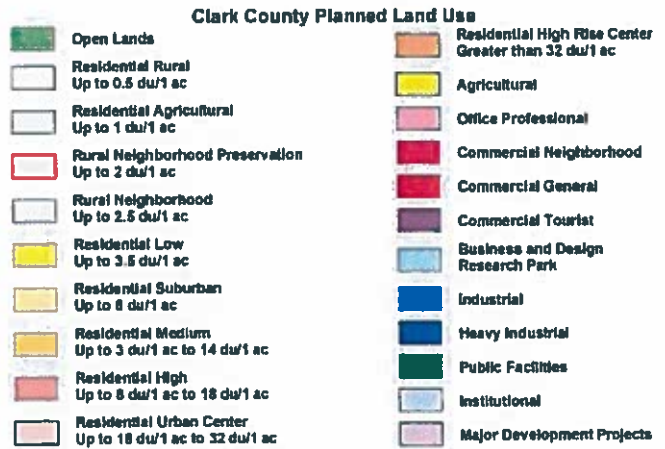 Clark County Planned Land Use
Open Lands
Residential Rural
Up to 0.5 du/1 ac
Residential Agricultural
Up to 1 du/1 ac
Rural Neighborhood Preservation
Up to 2 du/1 ac
Rural Neighborhood
Up to 2.5 du/1 ac
Residential Low
Up to 3.5 du/1 ac
Residential Suburban
Up to 8 du/1 ac
Residential Medium
Up to 3 du/1 ac to 14 du/1 ac
Residential High
Up to 8 du/1 ac to 18 du/1 ac
Residential Urban Center
Up to 18 du/1 ac to 32 du/1 ac
Residential High Rise Center
Greater than 32 du/1 ac
Agricultural
Office Professional
Commercial Neighborhood
Commercial General
Commercial Tourist
Business and Design
Research Park
Industrial
Heavy Industrial
Public Facilities
Institutional
Major Development Projects